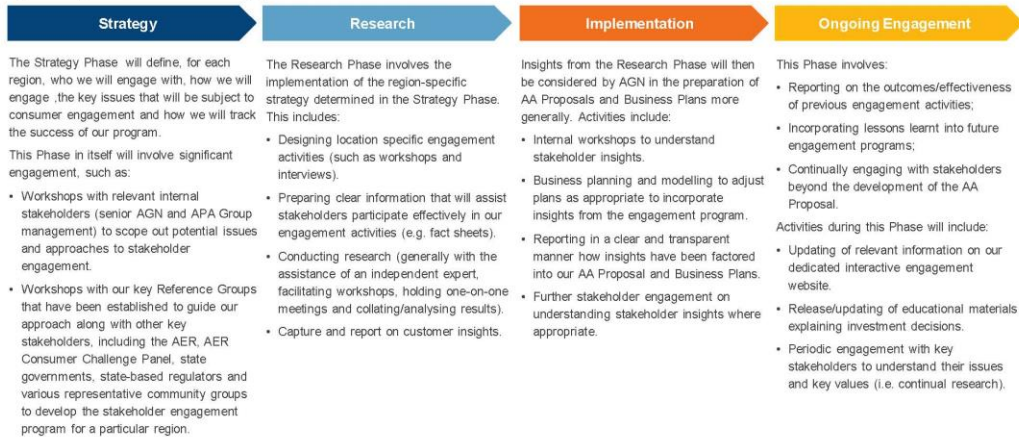 Strategy
The Strategy Phase will define, for each
region, who we will engage with, how we will
engage ,the key issues that will be subject to
consumer engagement and how we will track
the success of our program.
This Phase in itself will involve significant
engagement, such as:
• Workshops with relevant internal
stakeholders (senior AGN and APA Group
management) to scope out potential issues
and approaches to stakeholder
engagement.
• Workshops with our key Reference Groups
that have been established to guide our
approach along with other key
stakeholders, including the AER, AER
Consumer Challenge Panel, state
governments, state-based regulators and
various representative community groups
to develop the stakeholder engagement
program for a particular region.
Research
The Research Phase involves the
implementation of the region-specific
strategy determined in the Strategy Phase.
This includes:
• Designing location specific engagement
activities (such as workshops and
interviews).
• Preparing clear information that will assist
stakeholders participate effectively in our
engagement activities (e.g. fact sheets).
• Conducting research (generally with the
assistance of an independent expert,
facilitating workshops, holding one-on-one
meetings and collating/analysing results).
• Capture and report on customer insights.
Implementation
Insights from the Research Phase will then
be considered by AGN in the preparation of
AA Proposals and Business Plans more
generally. Activities include:
• Internal workshops to understand
stakeholder insights.
• Business planning and modelling to adjust
plans as appropriate to incorporate
insights from the engagement program.
• Reporting in a clear and transparent
manner how insights have been factored
into our AA Proposal and Business Plans.
• Further stakeholder engagement on
understanding stakeholder insights where
appropriate.
Ongoing Engagement
This Phase involves:
• Reporting on the outcomes/effectiveness
of previous engagement activities;
• Incorporating lessons learnt into future
engagement programs;
• Continually engaging with stakeholders
beyond the development of the AA
Proposal.
Activities during this Phase will include:
• Updating of relevant information on our
dedicated interactive engagement
website.
• Release/updating of educational materials
explaining investment decisions.
• Periodic engagement with key
stakeholders to understand their issues
and key values (i.e. continual research).